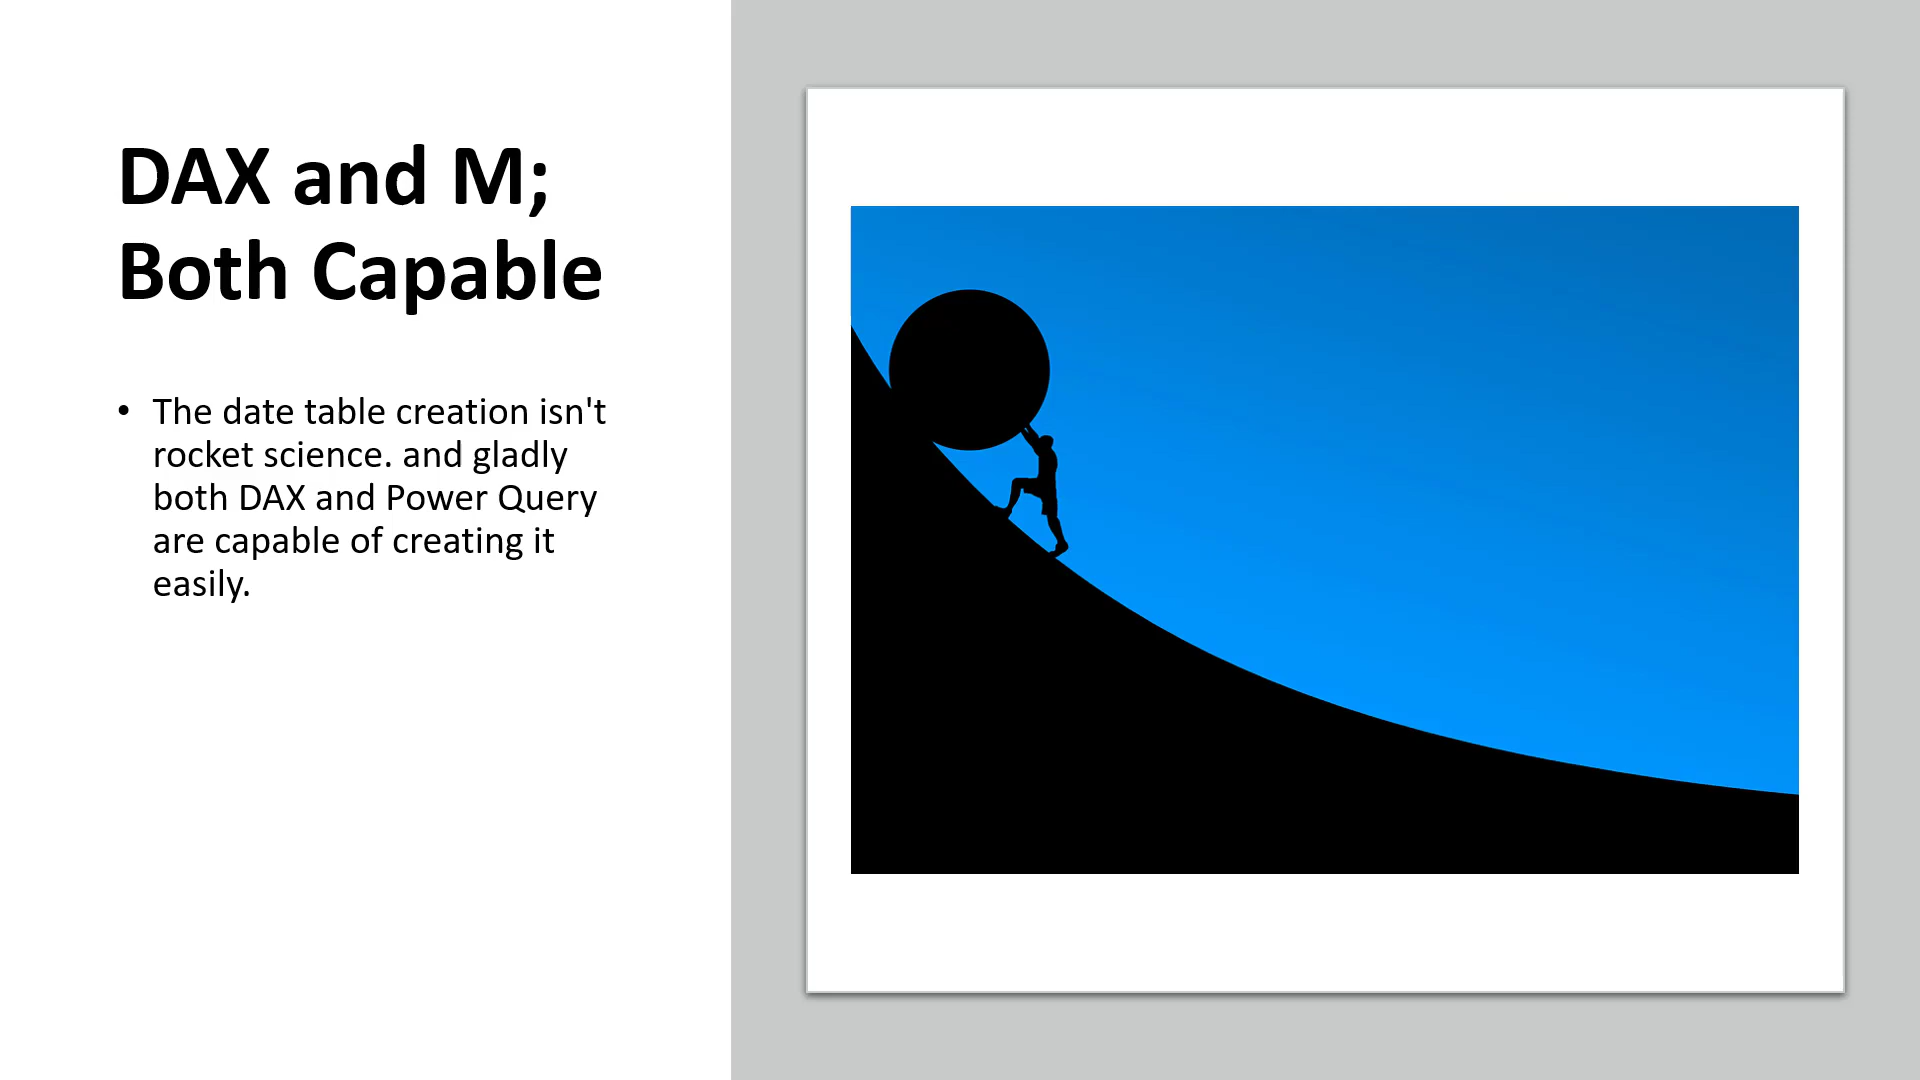 DAX and M;
Both Capable
• The date table creation isn't
rocket science. and gladly
both DAX and Power Query
are capable of creating it
easily.